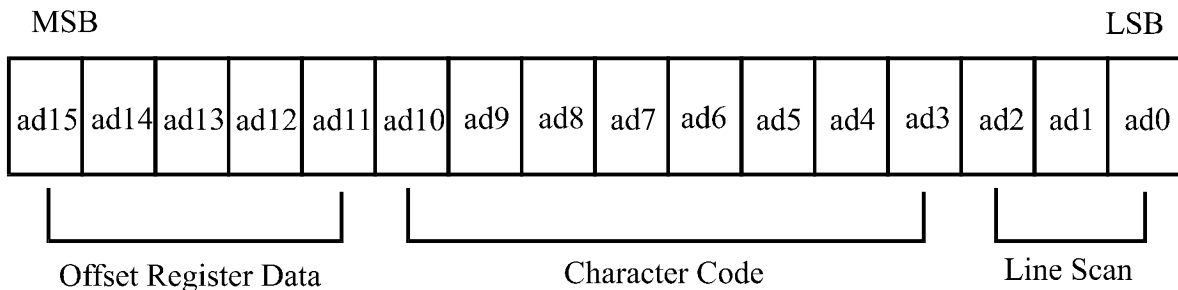 MSB LSB
ad15 ad14 ad13 ad12 ad11 ad10 ad9 ad8 ad7 ad6 ad5 ad4 ad3 ad2 ad1 ad0
Offset Register Data Character Code Line Scan